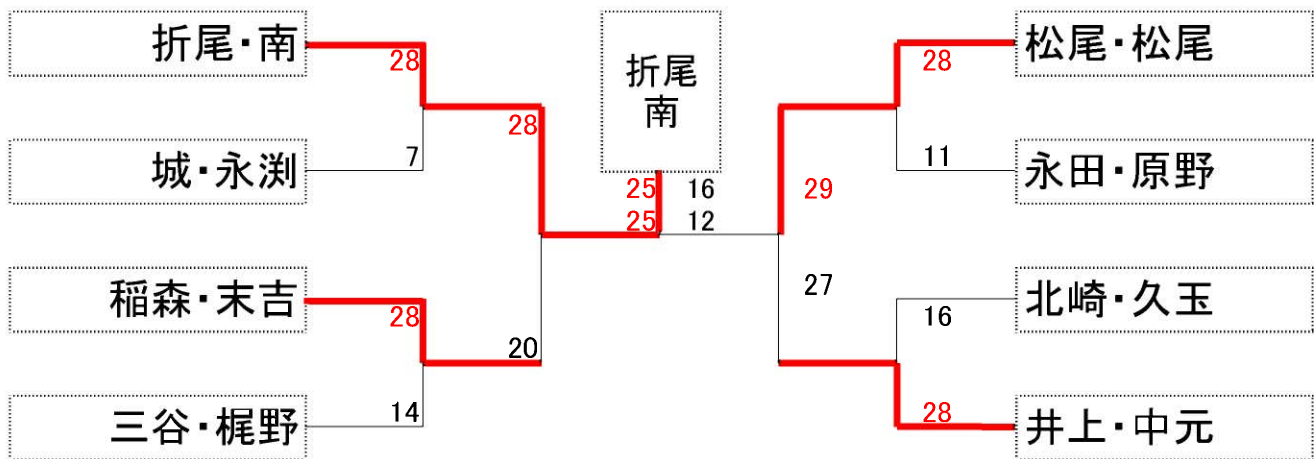 折尾・南
28
城・永渕
7
28
稲森・末吉
28
三谷・梶野
14
20
折尾
南
25 16
25 12
松尾・松尾
28
永田・原野
11
29
27
北崎・久玉
16
井上・中元
28